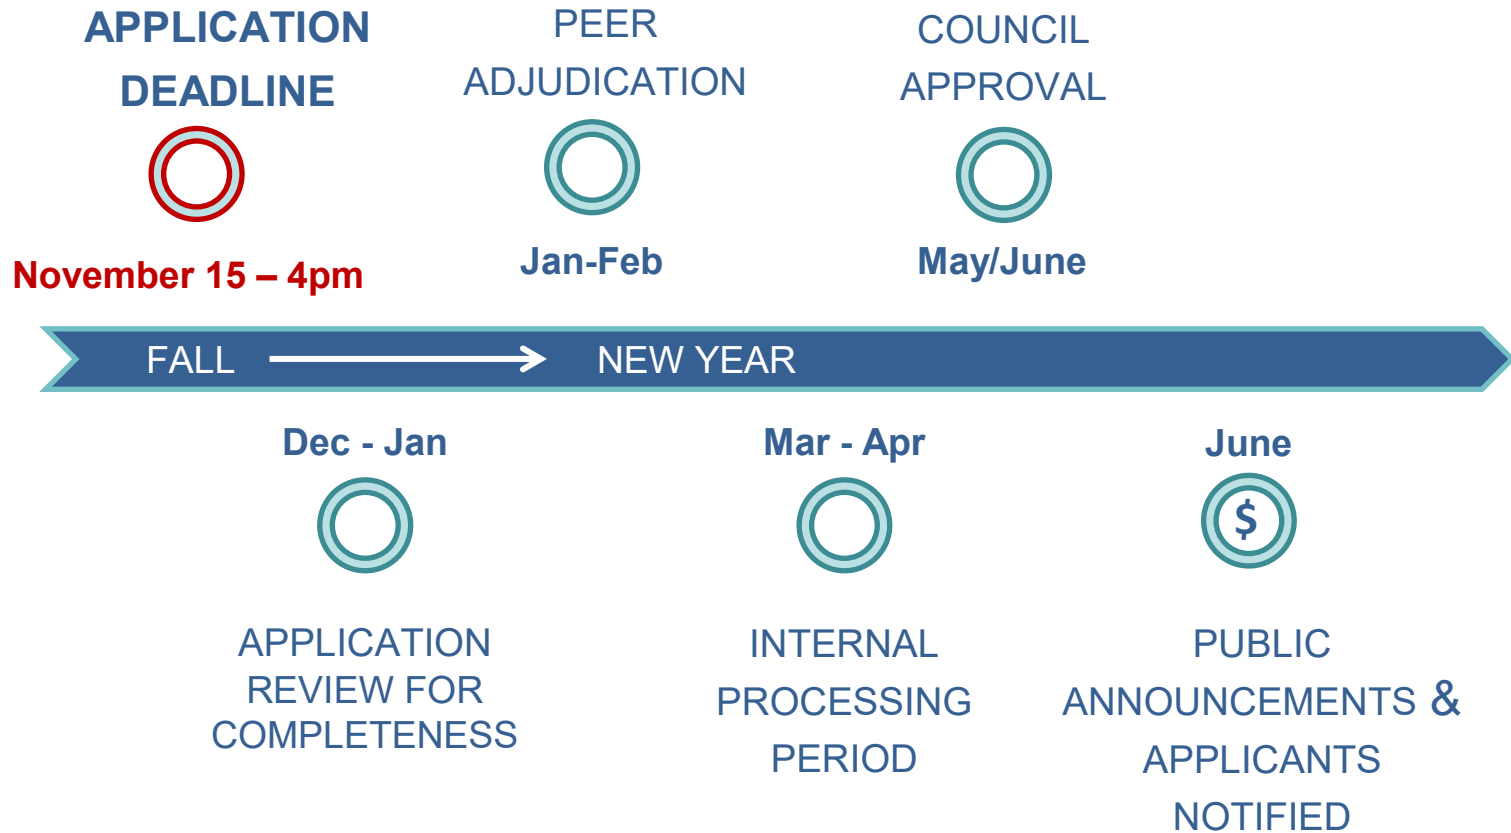 APPLICATION
DEADLINE
November 15 – 4pm
PEER
ADJUDICATION
Jan-Feb
COUNCIL
APPROVAL
May/June
FALL
NEW YEAR
Dec - Jan
APPLICATION
REVIEW FOR
COMPLETENESS
Mar - Apr
INTERNAL
PROCESSING
PERIOD
June
$
PUBLIC
ANNOUNCEMENTS &
APPLICANTS
NOTIFIED